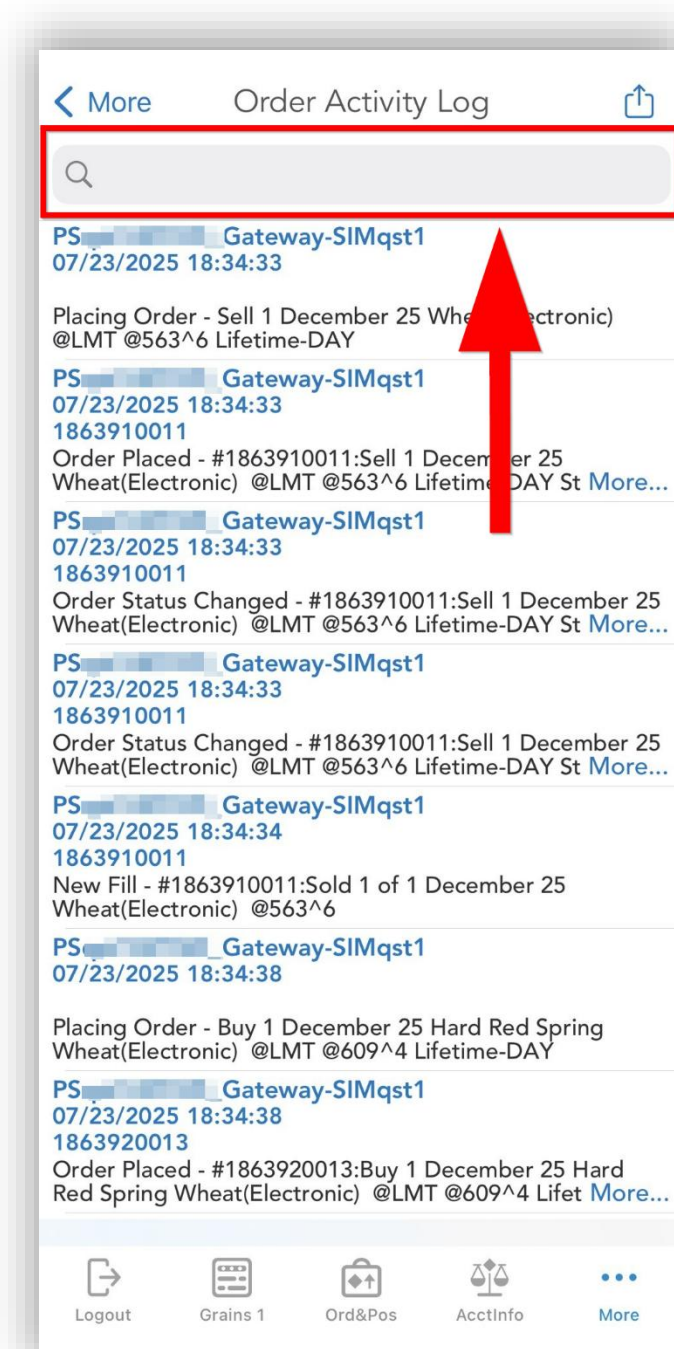 More Order Activity Log
PS Gateway-SIMqst1
07/23/2025 18:34:33
Placing Order - Sell 1 December 25
@LMT @563^6 Lifetime-DAY
PS Gateway-SIMqst1
07/23/2025 18:34:33
1863910011
Order Placed - #1863910011:Sell 1 25
Wheat(Electronic) @LMT @563^6 St More...
PS Gateway-SIMqst1
07/23/2025 18:34:33
1863910011
Order Status Changed - #1863910011:Sell 1 December 25
Wheat(Electronic) @LMT @563^6 Lifetime-DAY St More...
PS Gateway-SIMqst1
07/23/2025 18:34:33
1863910011
Order Status Changed - #1863910011:Sell 1 December 25
Wheat(Electronic) @LMT @563^6 Lifetime-DAY St More...
PS Gateway-SIMqst1
07/23/2025 18:34:34
1863910011
New Fill - #1863910011:Sold 1 of 1 December 25
Wheat(Electronic) @563^6
PS _Gateway-SIMqst1
07/23/2025 18:34:38
Placing Order - Buy 1 December 25 Hard Red Spring
Wheat(Electronic) @LMT @609^4 Lifetime-DAY
PS Gateway-SIMqst1
07/23/2025 18:34:38
1863920013
Order Placed - #1863920013:Buy 1 December 25 Hard
Red Spring Wheat(Electronic) @LMT @609^4 Lifet More...
Logout Grains 1 Ord&Pos AcctInfo More